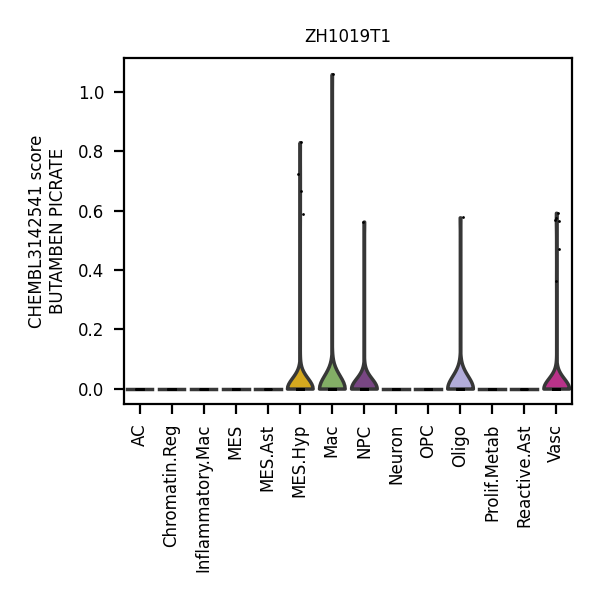 ZH1019T1
CHEMBL3142541 score
BUTAMBEN PICRATE
1.0
0.8
0.6
0.4
0.2
0.0
AC
Chromatin.Reg
Inflammatory.Mac
MES
MES.Ast
MES.Hyp
Mac
NPC
Neuron
OPC
Oligo
Prolif.Metab
Reactive.Ast
Vasc